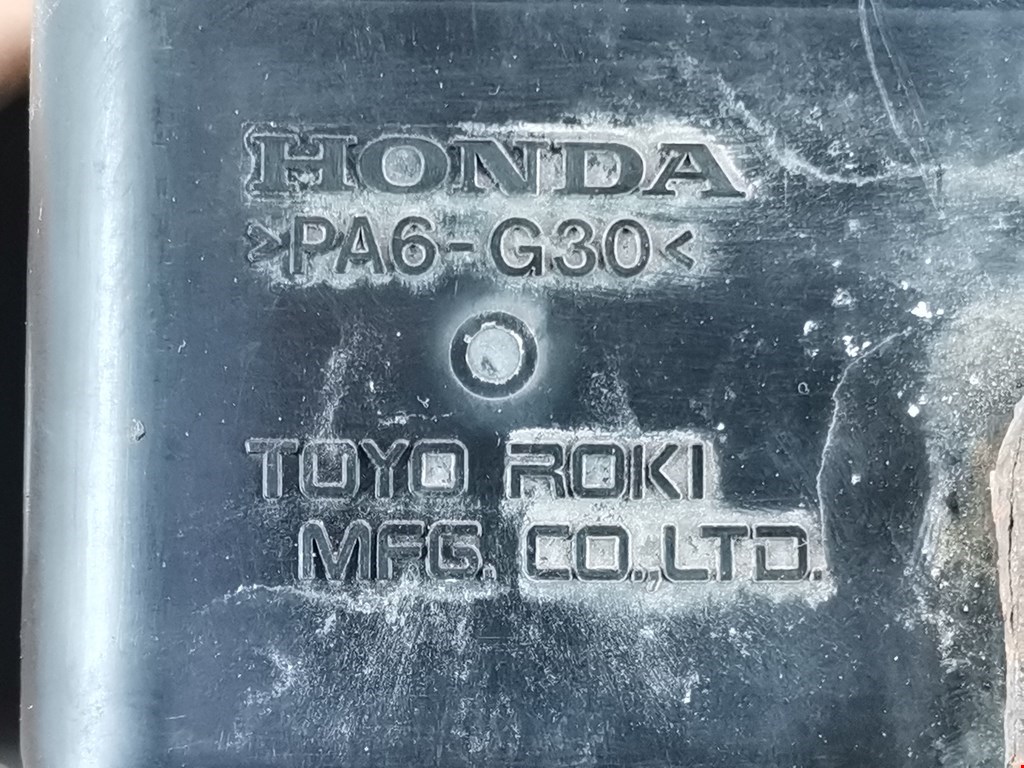 HONDA
>PA6-G30<
TOYO ROKI
MFG. CO., LTD.